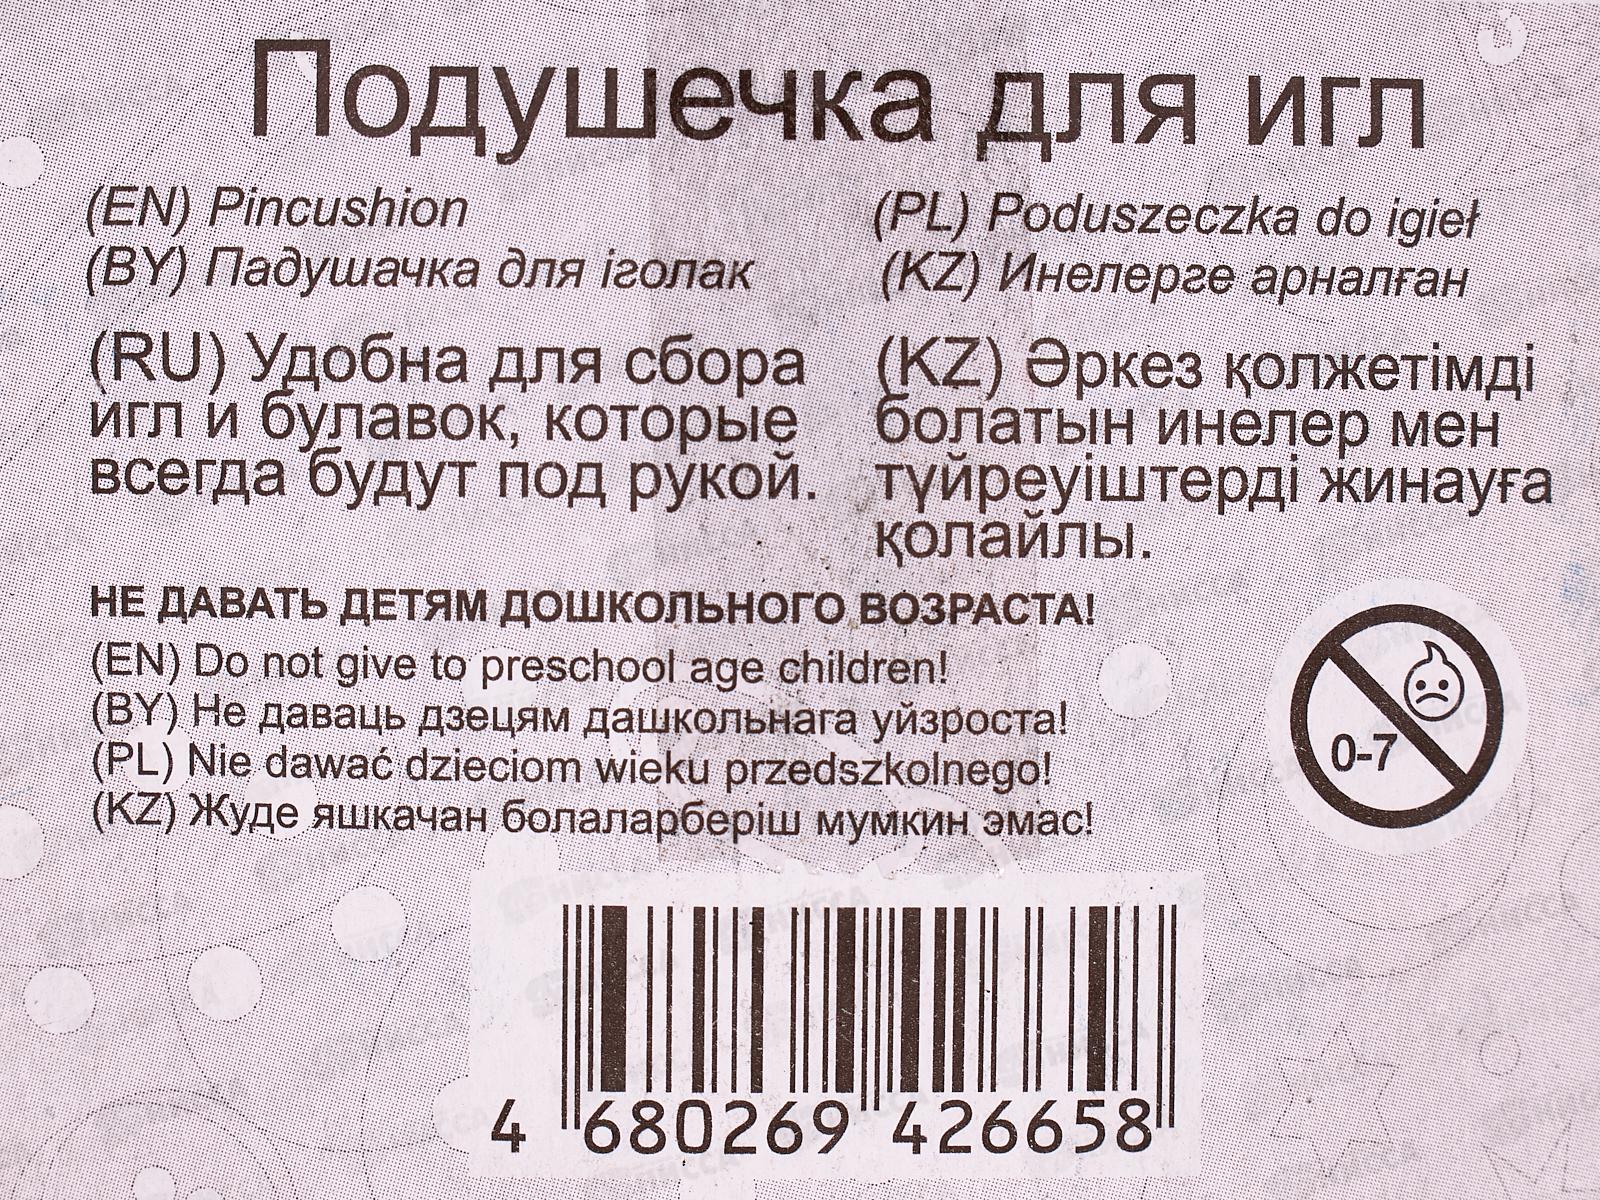 Подушечка для игл
(EN) Pincushion
(PL) Poduszeczka do igieł
(BY) Падушачка для іголак
(KZ) Инелерге арналған
(RU) Удобна для сбора
игл и булавок, которые
всегда будут под рукой.
(KZ) Әркез қолжетімді
болатын инелер мен
түйреуіштерді жинауға
қолайлы.
НЕ ДАВАТЬ ДЕТЯМ ДОШКОЛЬНОГО ВОЗРАСТА!
(EN) Do not give to preschool age children!
(BY) Не даваць дзецям дашкольнага уйзроста!
(PL) Nie dawać dzieciom wieku przedszkolnego!
(KZ) Жуде яшкачан болаларберіш мумкин эмас!
0-7
4 680269 426658